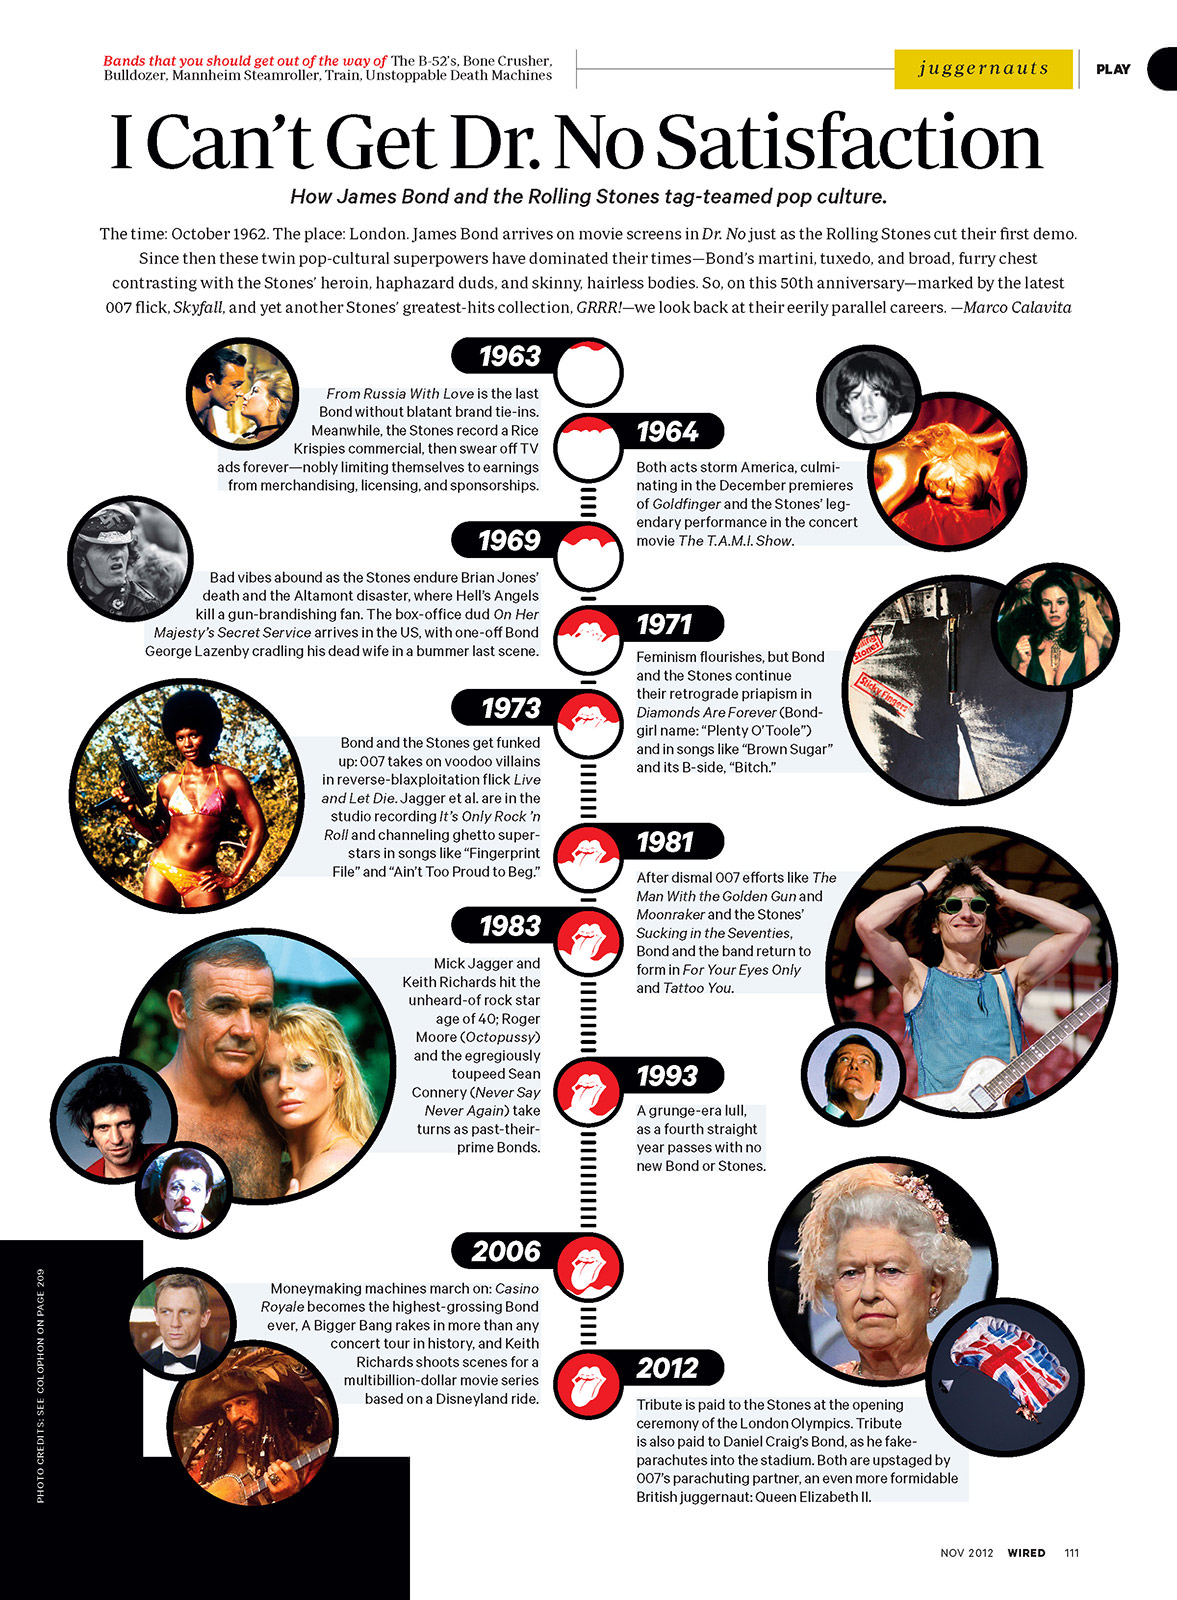 Bands that you should get out of the way of The B-52's, Bone Crusher,
Bulldozer, Mannheim Steamroller, Train, Unstoppable Death Machines
juggernauts
PLAY
I Can't Get Dr. No Satisfaction
How James Bond and the Rolling Stones tag-teamed pop culture.
The time: October 1962. The place: London. James Bond arrives on movie screens in Dr. No just as the Rolling Stones cut their first demo.
Since then these twin pop-cultural superpowers have dominated their times—Bond's martini, tuxedo, and broad, furry chest
contrasting with the Stones' heroin, haphazard duds, and skinny, hairless bodies. So, on this 50th anniversary—marked by the latest
007 flick, Skyfall, and yet another Stones' greatest-hits collection, GRRR!—we look back at their eerily parallel careers. —Marco Calavita
1963
From Russia With Love is the last
Bond without blatant brand tie-ins.
Meanwhile, the Stones record a Rice
Krispies commercial, then swear off TV
ads forever—nobly limiting themselves to earnings
from merchandising, licensing, and sponsorships.
1964
Both acts storm America, culmi-
nating in the December premieres
of Goldfinger and the Stones' leg-
endary performance in the concert
movie The T.A.M.I. Show.
1969
Bad vibes abound as the Stones endure Brian Jones'
death and the Altamont disaster, where Hell's Angels
kill a gun-brandishing fan. The box-office dud On Her
Majesty's Secret Service arrives in the US, with one-off Bond
George Lazenby cradling his dead wife in a bummer last scene.
1971
Feminism flourishes, but Bond
and the Stones continue
their retrograde priapism in
Diamonds Are Forever (Bond-
girl name: "Plenty O'Toole")
and in songs like "Brown Sugar"
and its B-side, "Bitch."
Stones
Sticky Fingers
1973
Bond and the Stones get funked
up: 007 takes on voodoo villains
in reverse-blaxploitation flick Live
and Let Die. Jagger et al. are in the
studio recording It's Only Rock 'n
Roll and channeling ghetto super-
stars in songs like "Fingerprint
File" and "Ain't Too Proud to Beg."
1981
After dismal 007 efforts like The
Man With the Golden Gun and
Moonraker and the Stones'
Sucking in the Seventies,
Bond and the band return to
form in For Your Eyes Only
and Tattoo You.
1983
Mick Jagger and
Keith Richards hit the
unheard-of rock star
age of 40; Roger
Moore (Octopussy)
and the egregiously
toupeed Sean
Connery (Never Say
Never Again) take
turns as past-their-
prime Bonds.
1993
A grunge-era lull,
as a fourth straight
year passes with no
new Bond or Stones.
2006
Moneymaking machines march on: Casino
Royale becomes the highest-grossing Bond
ever, A Bigger Bang rakes in more than any
concert tour in history, and Keith
Richards shoots scenes for a
multibillion-dollar movie series
based on a Disneyland ride.
2012
Tribute is paid to the Stones at the opening
ceremony of the London Olympics. Tribute
is also paid to Daniel Craig's Bond, as he fake-
parachutes into the stadium. Both are upstaged by
007's parachuting partner, an even more formidable
British juggernaut: Queen Elizabeth II.
PHOTO CREDITS: SEE COLOPHON ON PAGE 209
NOV 2012 WIRED 111